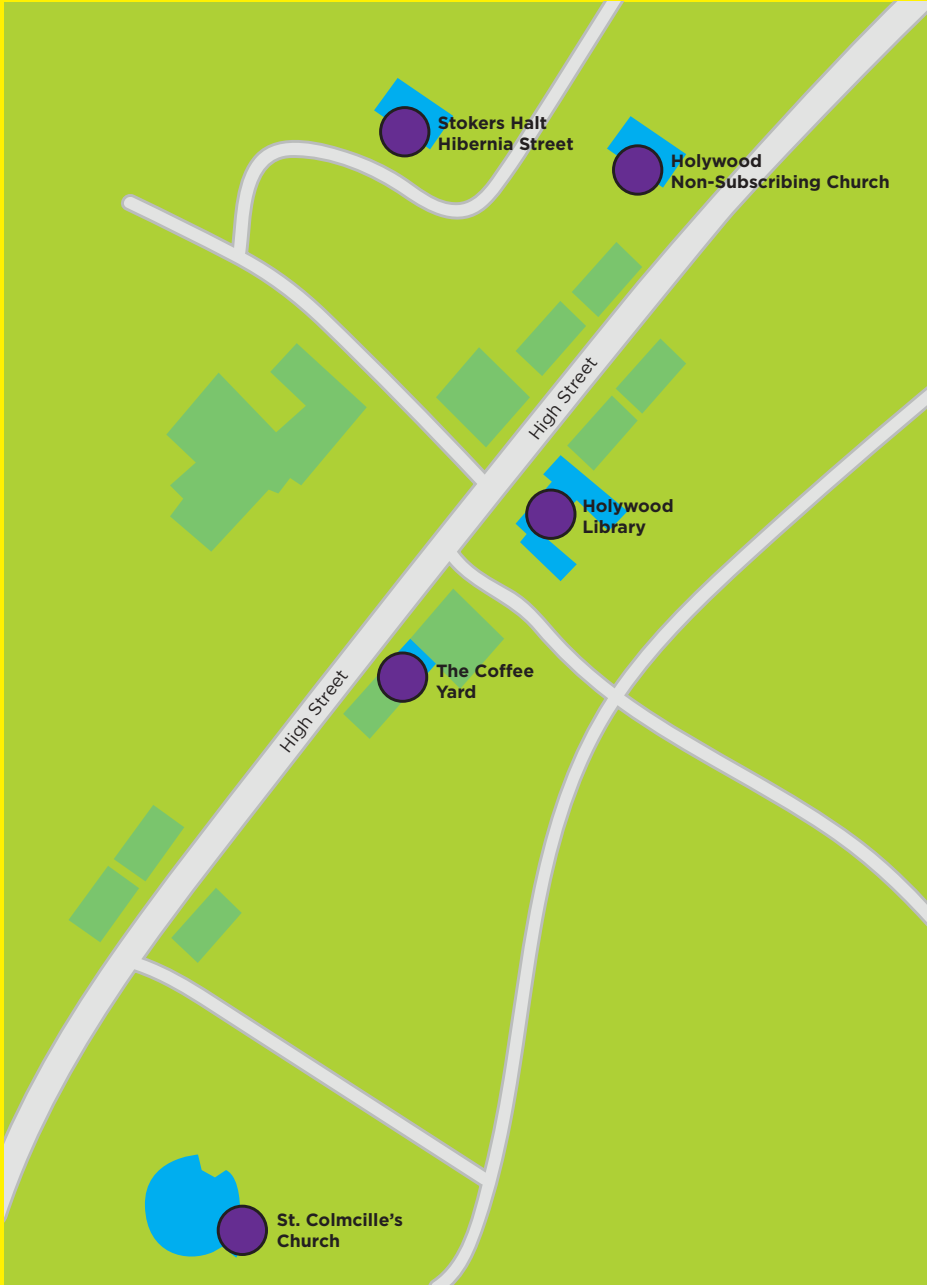 Stokers Halt
Hibernia Street
Holywood
Non-Subscribing Church
High Street
Holywood
Library
The Coffee
Yard
High Street
St. Colmcille's
Church